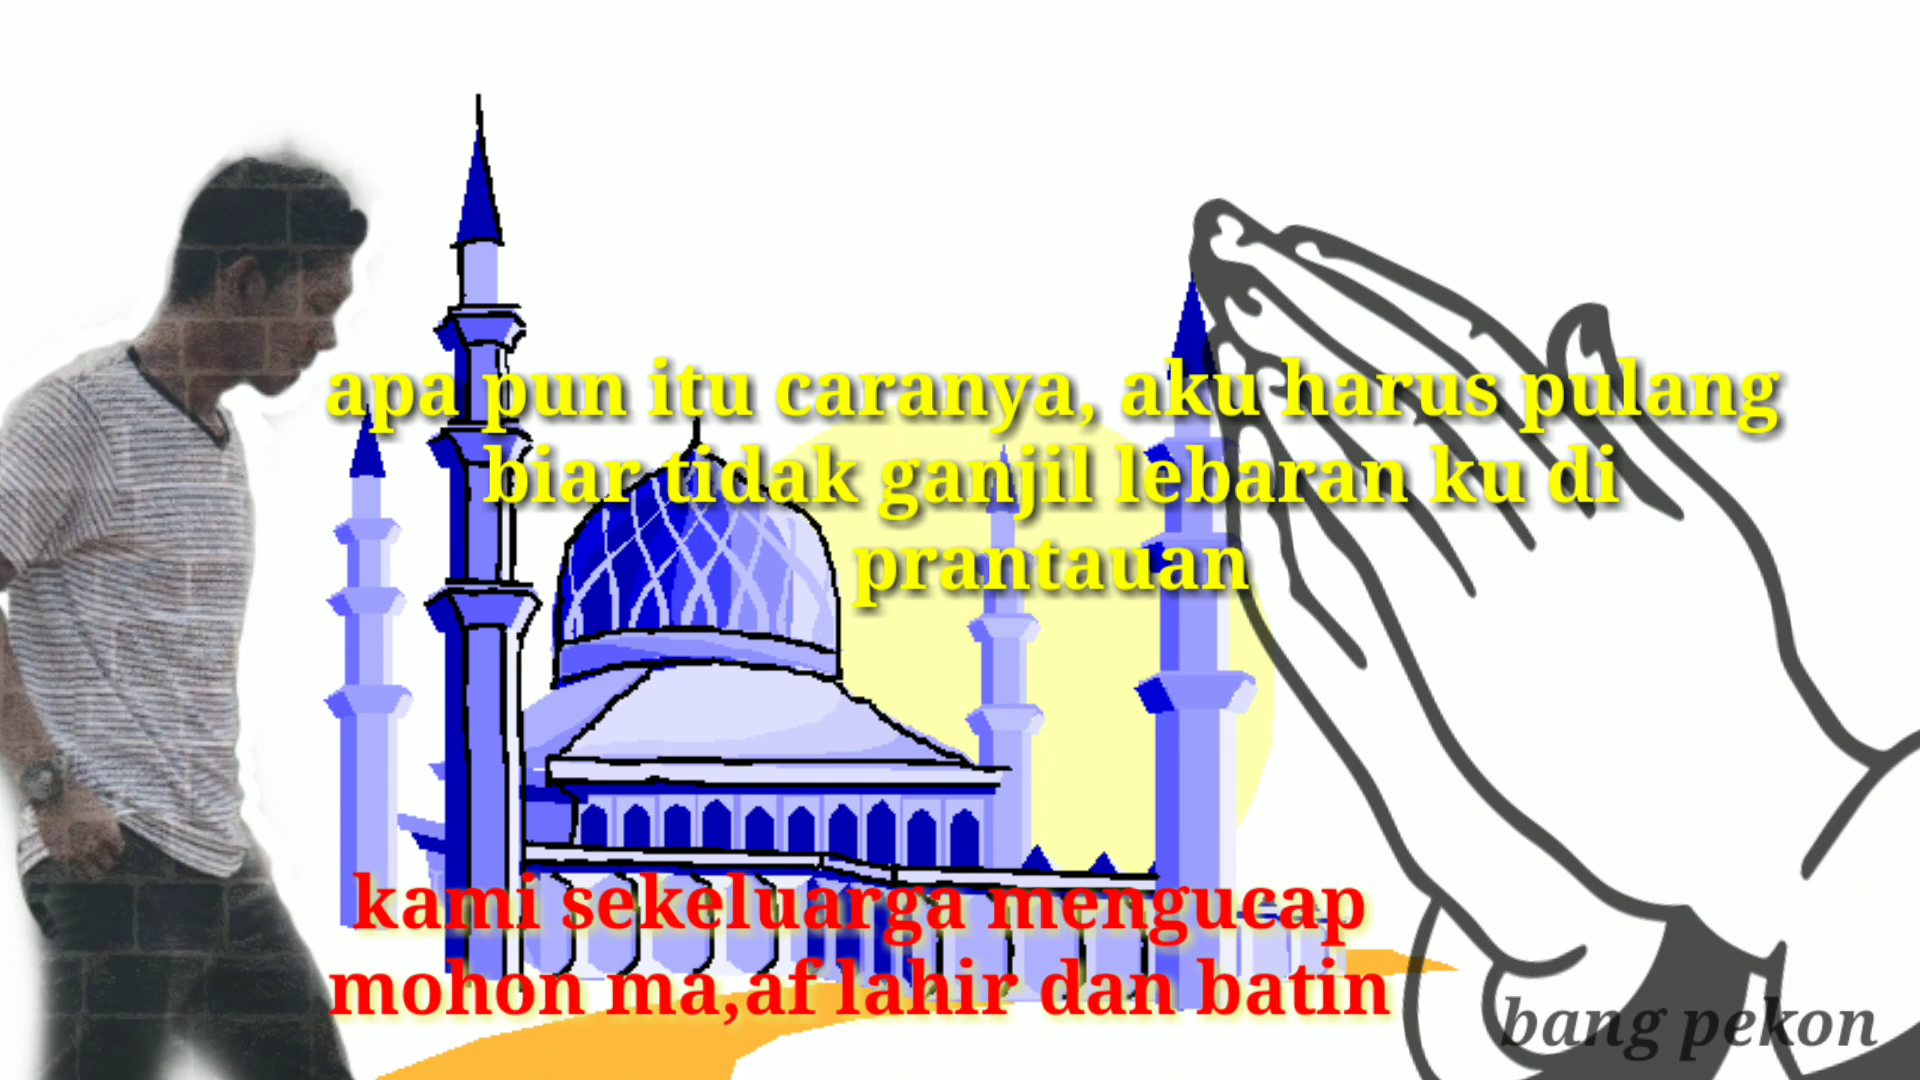 apa pun itu caranya, aku harus pulang
biar tidak ganjil lebaran ku di
prantauan
kami sekeluarga mengucap
mohon ma,af lahir dan batin
bang pekon